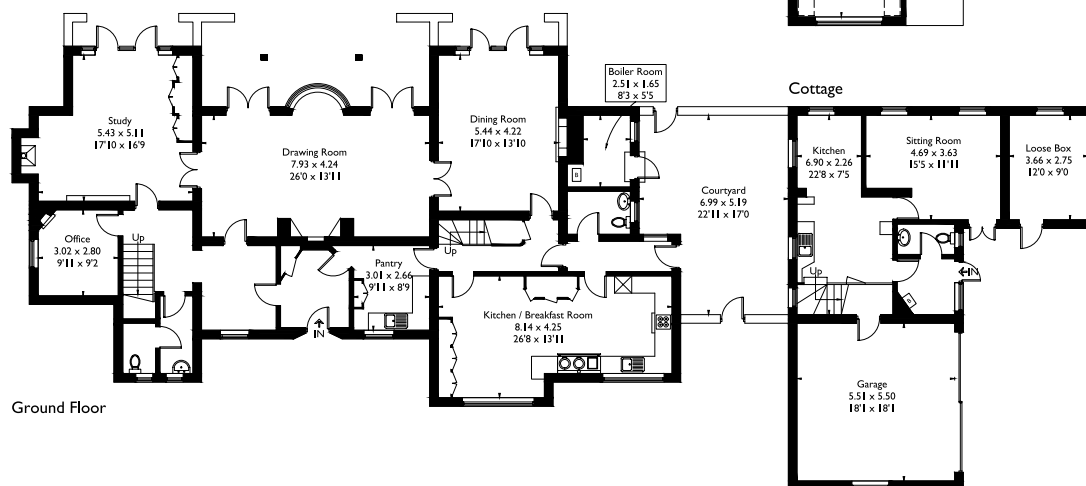 Boiler Room
2.51 x 1.65
8'3 x 5'5
Cottage
Study
5.43 x 5.11
17'10 x 16'9
Drawing Room
7.93 x 4.24
26'0 x 13'11
Dining Room
5.44 x 4.22
17'10 x 13'10
Kitchen
6.90 x 2.26
22'8 x 7'5
Sitting Room
4.69 x 3.63
15'5 x 11'11
Loose Box
3.66 x 2.75
12'0 x 9'0
Courtyard
6.99 x 5.19
22'11 x 17'0
B
Office
3.02 x 2.80
9'11 x 9'2
Up
Pantry
3.01 x 2.66
9'11 x 8'9
Up
Up
IN
B
Kitchen / Breakfast Room
8.14 x 4.25
26'8 x 13'11
IN
Garage
5.51 x 5.50
18'1 x 18'1
Ground Floor